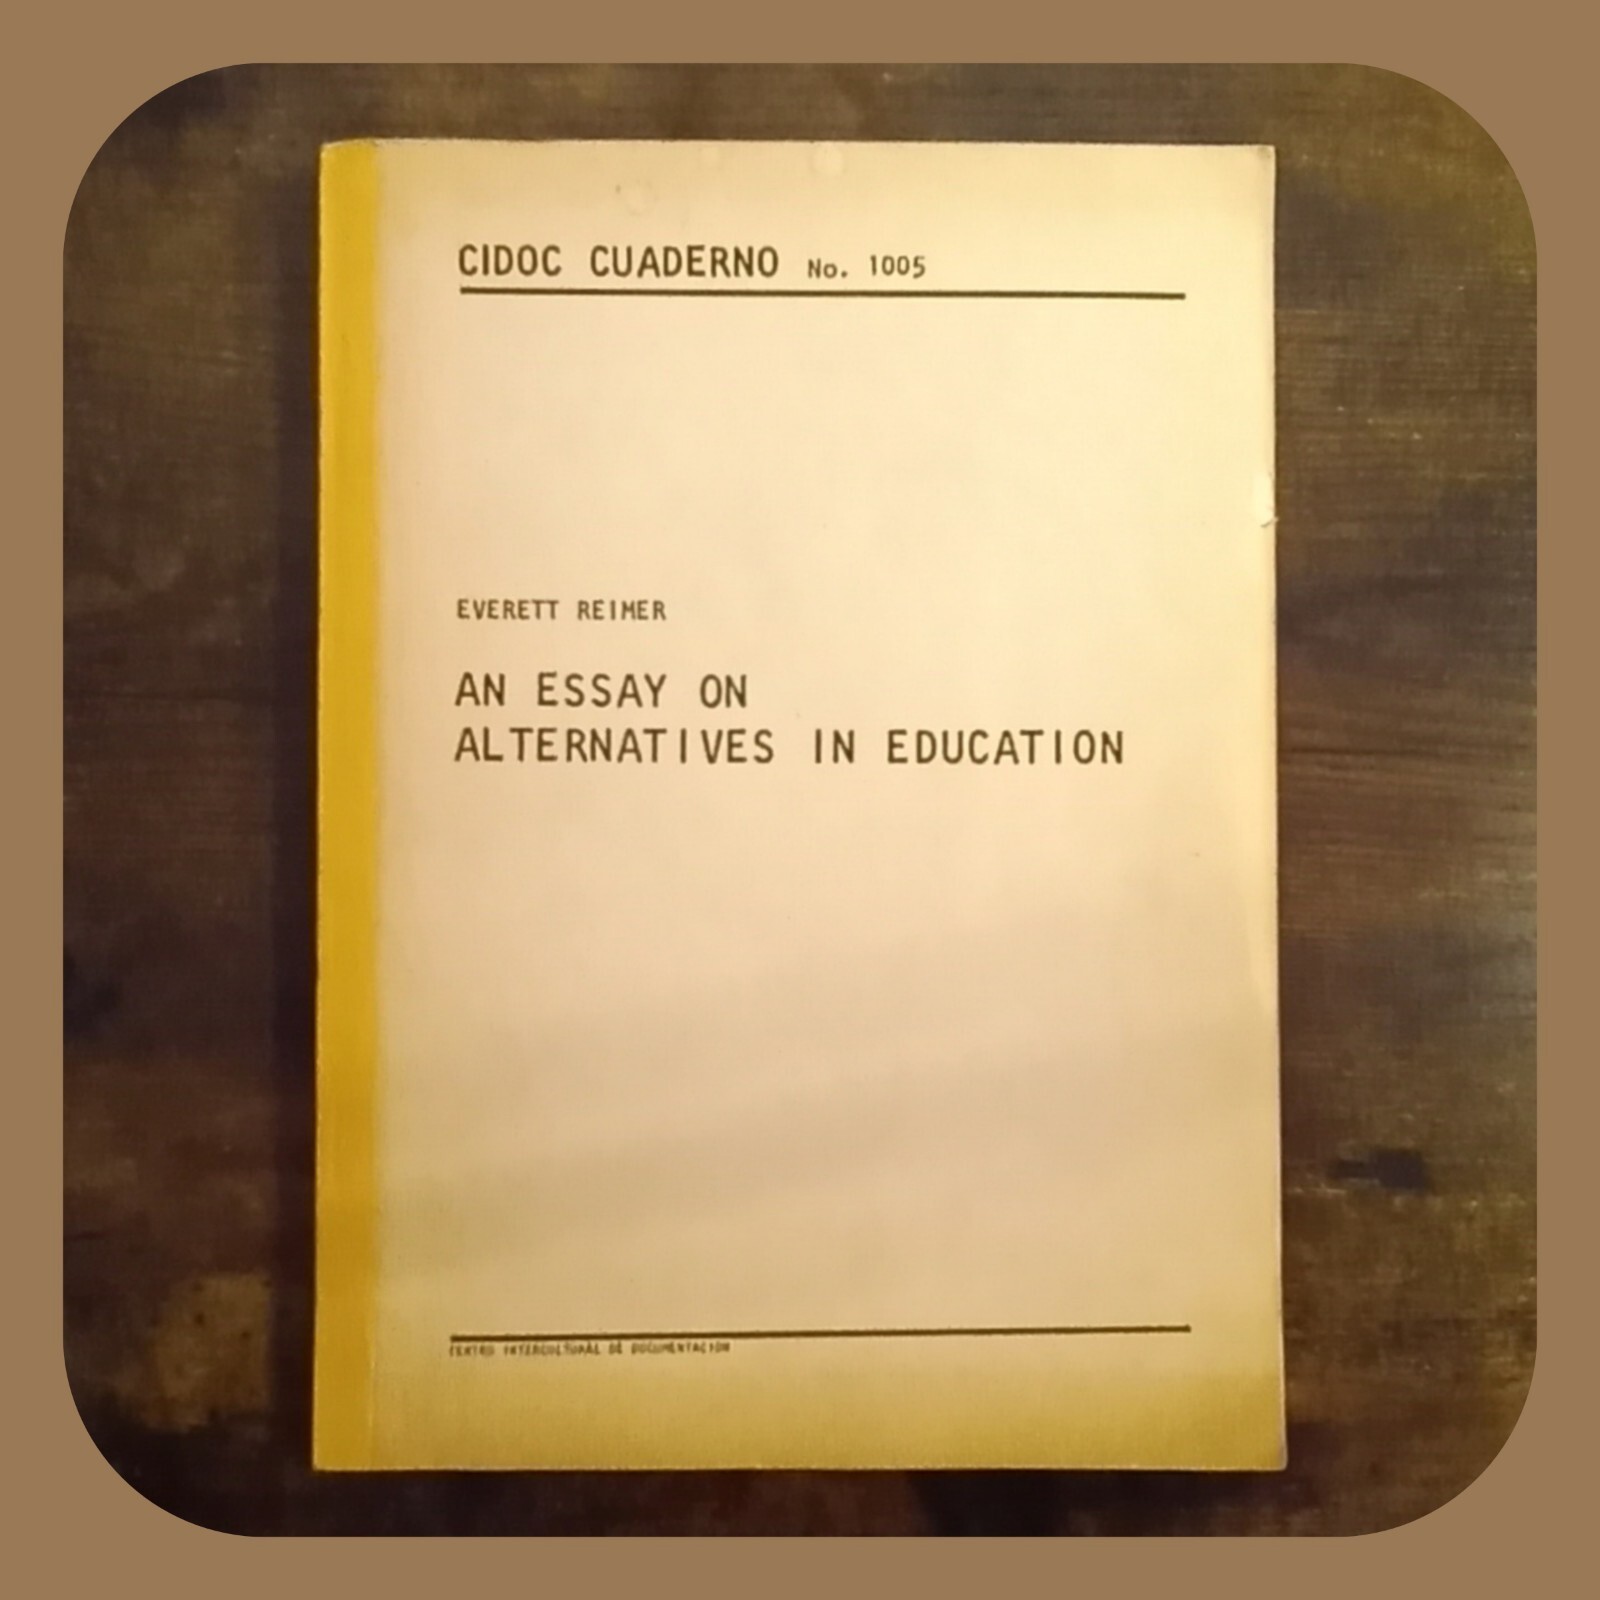 CIDOC CUADERNO No. 1005
EVERETT REIMER
AN ESSAY ON
ALTERNATIVES IN EDUCATION
CENTRO INTERCULTURAL DE DOCUMENTACION